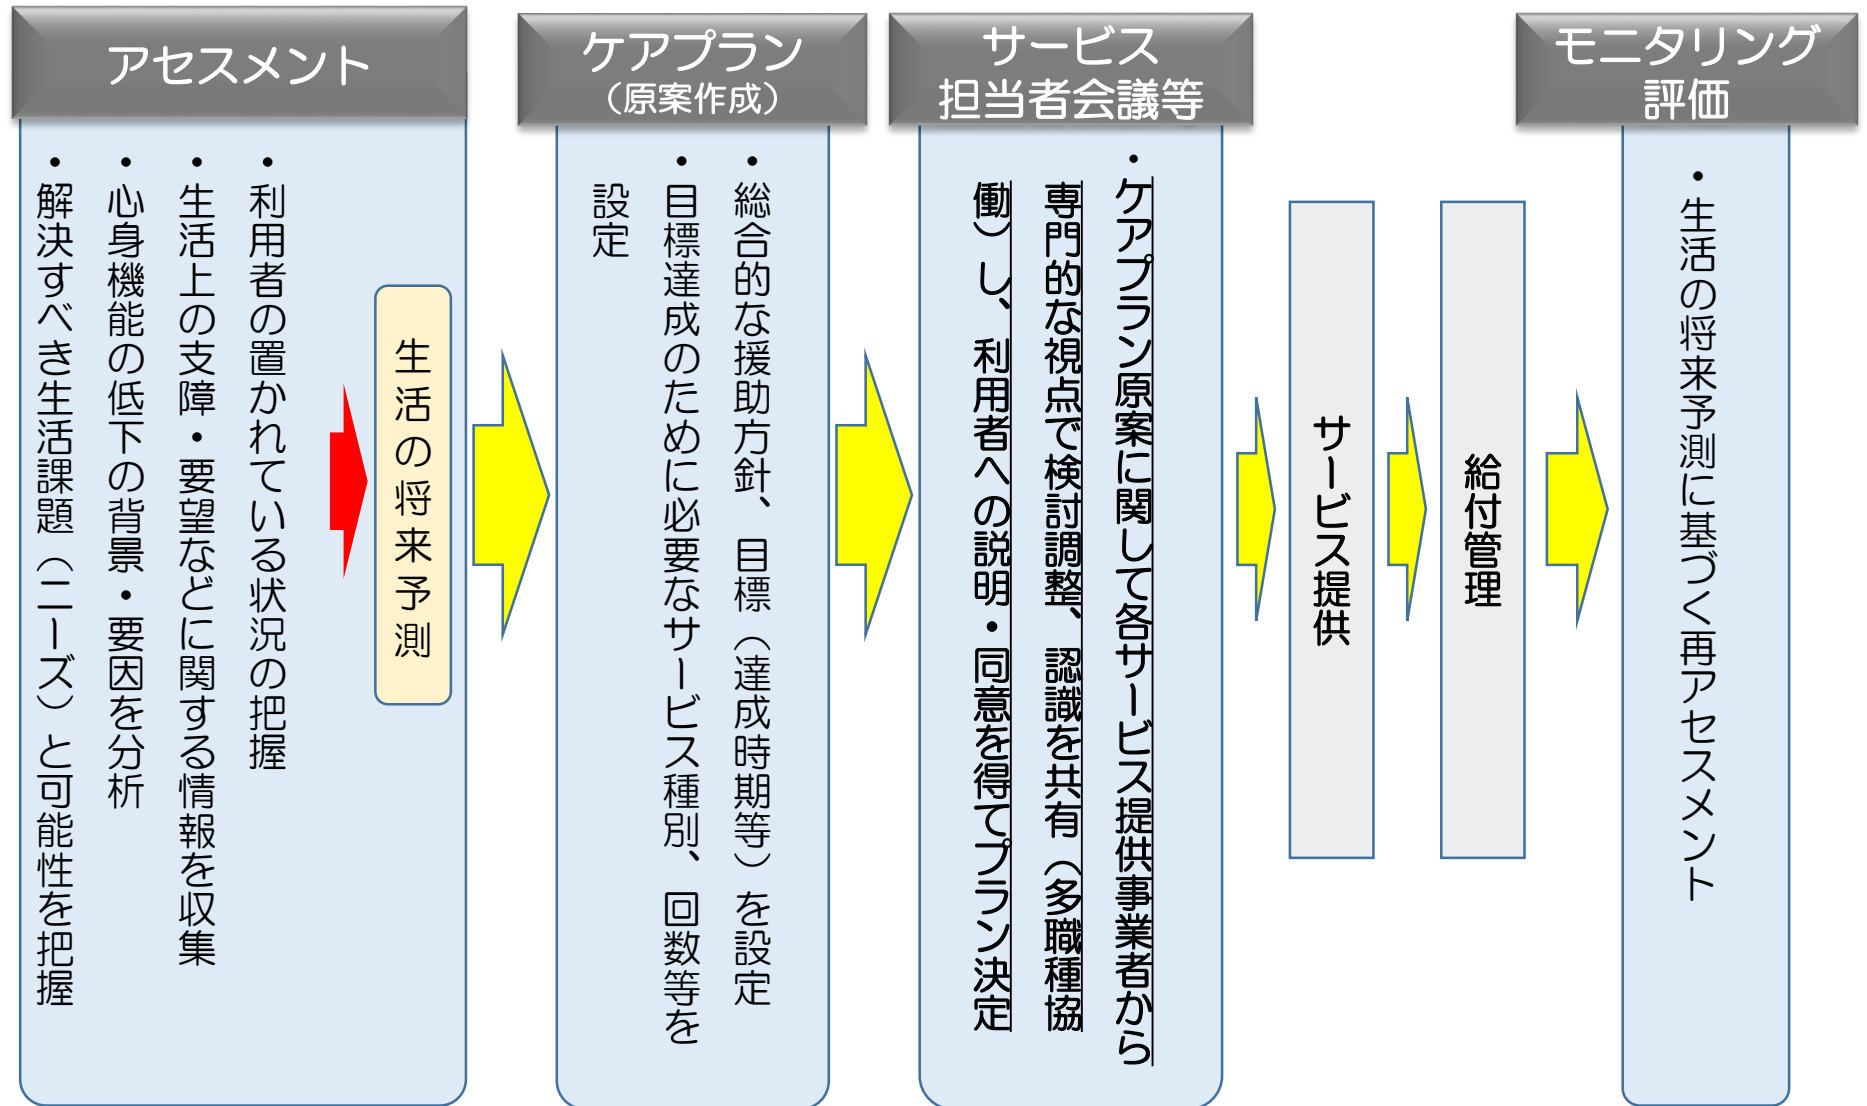 アセスメント
・利用者の置かれている状況の把握
・生活上の支障・要望などに関する情報を収集
・心身機能の低下の背景・要因を分析
・解決すべき生活課題（ニーズ）と可能性を把握
生活の将来予測
ケアプラン
（原案作成）
・総合的な援助方針、目標（達成時期等）を設定
・目標達成のために必要なサービス種別、回数等を
設定
サービス
担当者会議等
・ケアプラン原案に関して各サービス提供事業者から
専門的な視点で検討調整、認識を共有（多職種協
働）し、利用者への説明・同意を得てプラン決定
サービス提供
給付管理
モニタリング
評価
・生活の将来予測に基づく再アセスメント